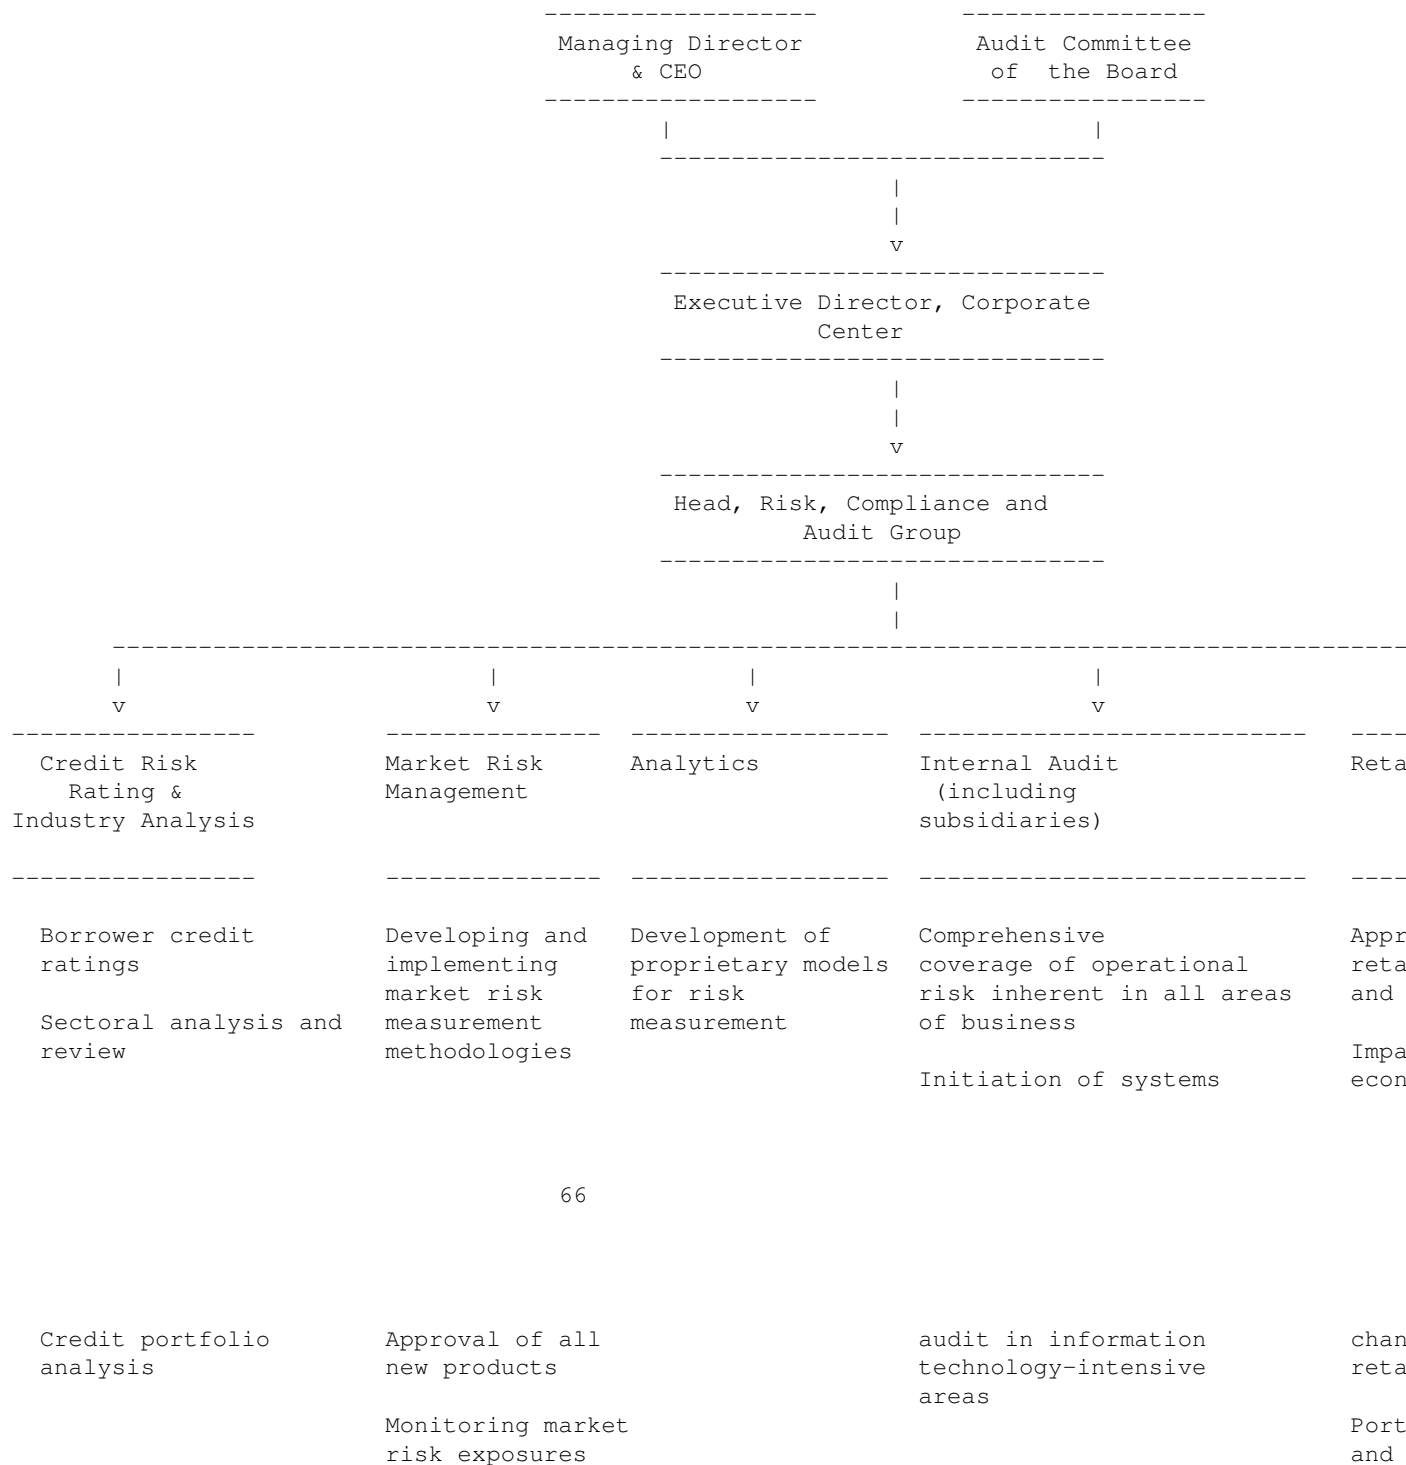 Managing Director          Audit Committee
& CEO                      of the Board
Executive Director, Corporate
Center
Head, Risk, Compliance and
Audit Group
Credit Risk          Market Risk          Analytics          Internal Audit
Rating &          Management          (including
Industry Analysis          subsidiaries)
Borrower credit          Developing and          Development of          Comprehensive
ratings          implementing          proprietary models          coverage of operational
market risk          for risk          risk inherent in all areas          and
Sectoral analysis and          measurement          measurement          of business
review          methodologies
Initiation of systems
66
Credit portfolio          Approval of all          audit in information
analysis          new products          technology-intensive
areas
Monitoring market
risk exposures          and